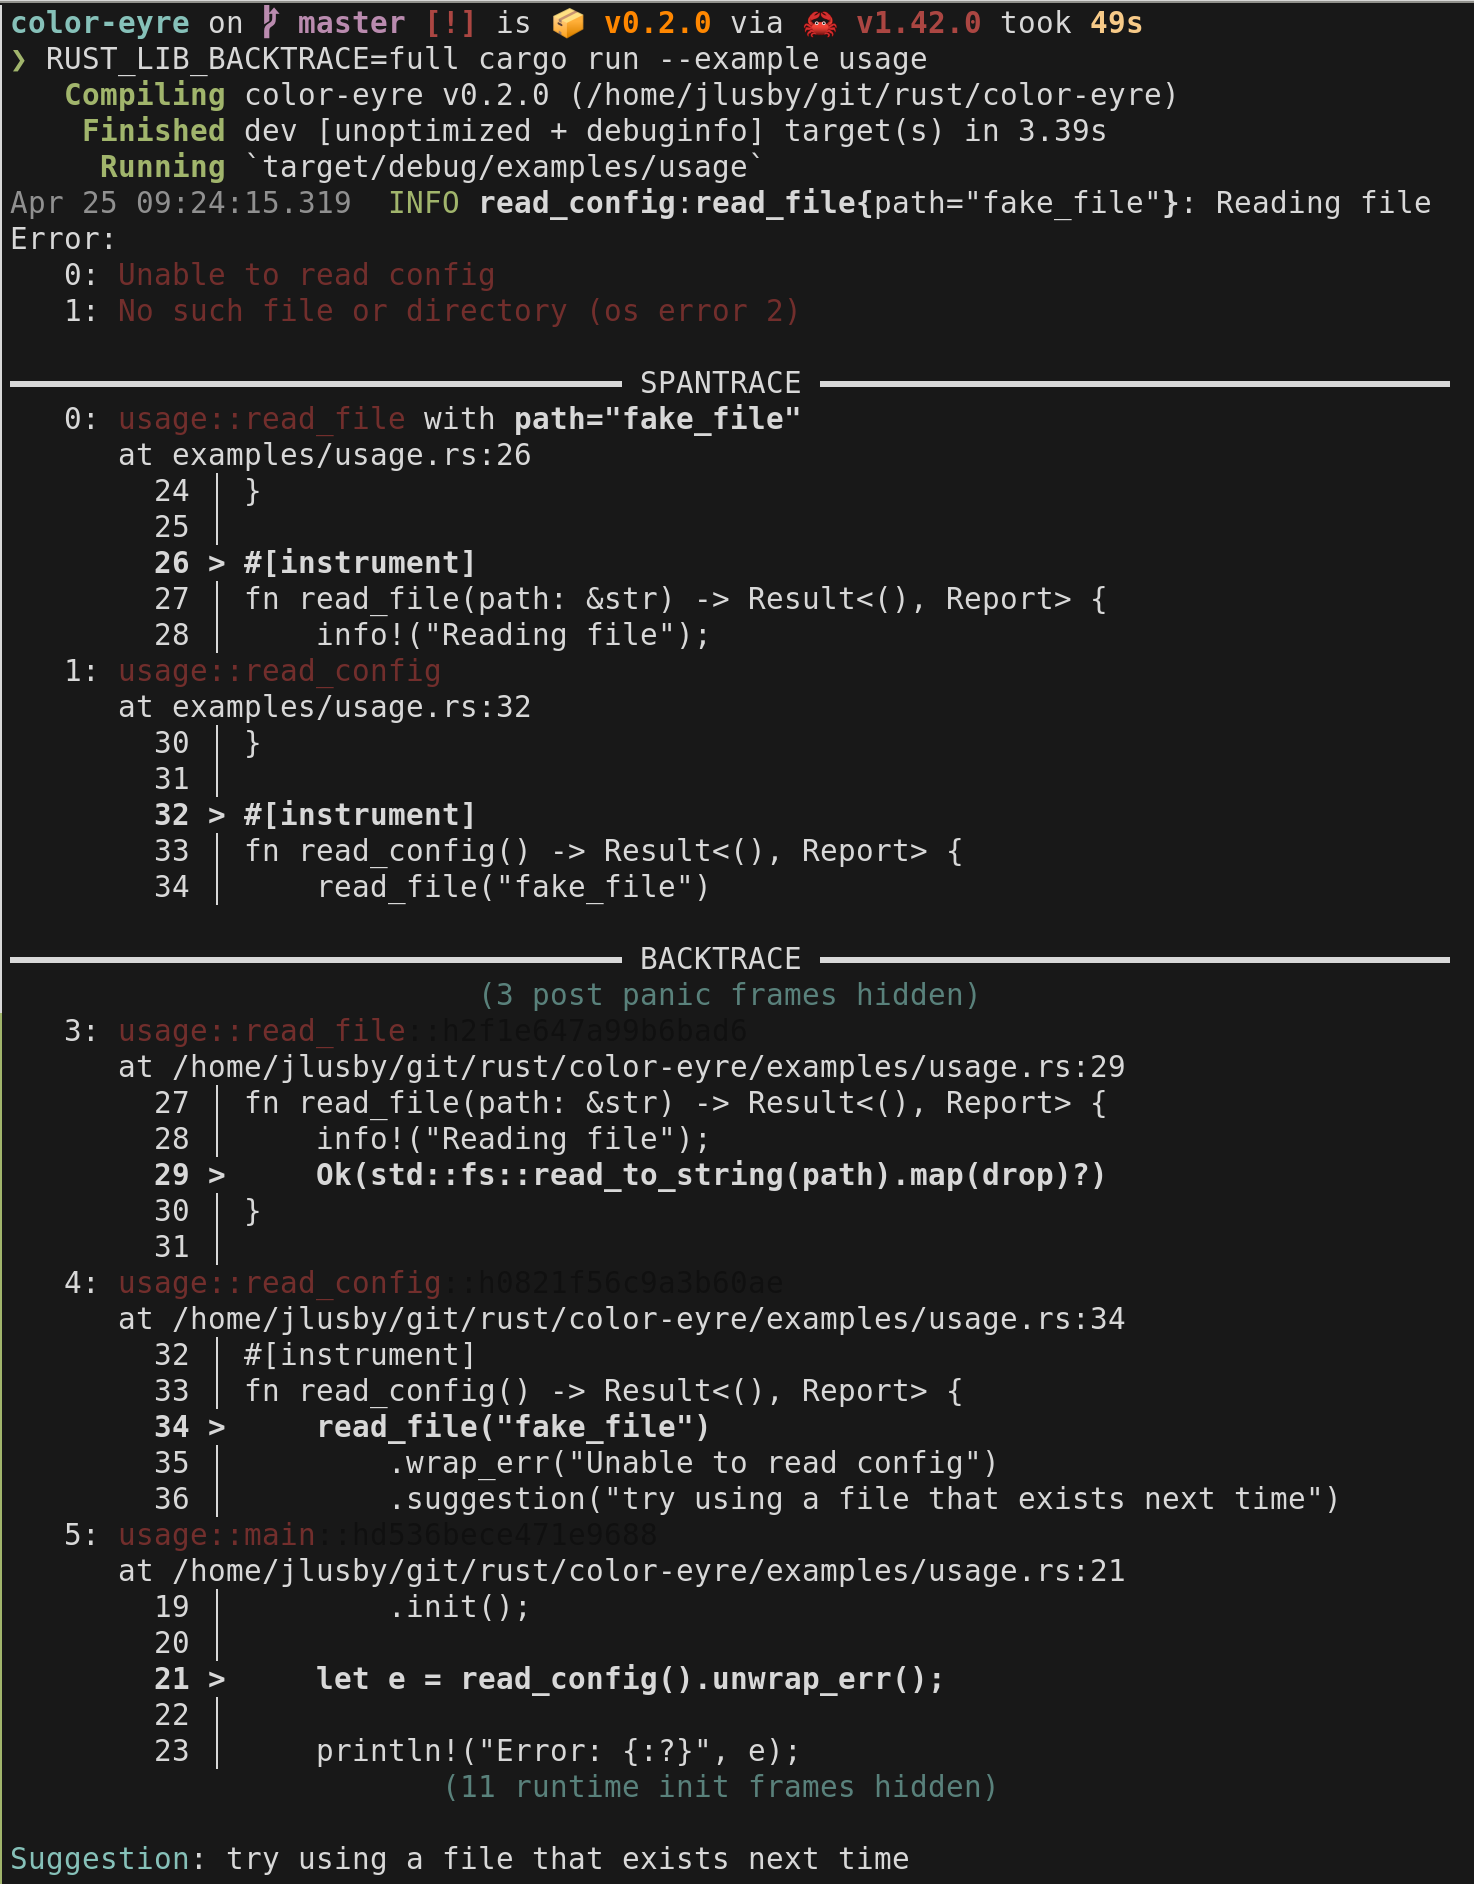 color-eyre on master [!] is 📦 v0.2.0 via 🦀 v1.42.0 took 49s
❯ RUST_LIB_BACKTRACE=full cargo run --example usage
   Compiling color-eyre v0.2.0 (/home/jlusby/git/rust/color-eyre)
    Finished dev [unoptimized + debuginfo] target(s) in 3.39s
     Running `target/debug/examples/usage`
Apr 25 09:24:15.319  INFO read_config:read_file{path="fake_file"}: Reading file
Error:
   0: Unable to read config
   1: No such file or directory (os error 2)

SPANTRACE
   0: usage::read_file with path="fake_file"
      at examples/usage.rs:26
        24 │ }
        25 │
        26 > #[instrument]
        27 │ fn read_file(path: &str) -> Result<(), Report> {
        28 │     info!("Reading file");
   1: usage::read_config
      at examples/usage.rs:32
        30 │ }
        31 │
        32 > #[instrument]
        33 │ fn read_config() -> Result<(), Report> {
        34 │     read_file("fake_file")

BACKTRACE
                          (3 post panic frames hidden)
   3: usage::read_file::h2f1e647a99b6bad6
      at /home/jlusby/git/rust/color-eyre/examples/usage.rs:29
        27 │ fn read_file(path: &str) -> Result<(), Report> {
        28 │     info!("Reading file");
        29 >     Ok(std::fs::read_to_string(path).map(drop)?)
        30 │ }
        31 │
   4: usage::read_config::h0821f56c9a3b60ae
      at /home/jlusby/git/rust/color-eyre/examples/usage.rs:34
        32 │ #[instrument]
        33 │ fn read_config() -> Result<(), Report> {
        34 >     read_file("fake_file")
        35 │         .wrap_err("Unable to read config")
        36 │         .suggestion("try using a file that exists next time")
   5: usage::main::hd536bece471e9688
      at /home/jlusby/git/rust/color-eyre/examples/usage.rs:21
        19 │         .init();
        20 │
        21 >     let e = read_config().unwrap_err();
        22 │
        23 │     println!("Error: {:?}", e);
                        (11 runtime init frames hidden)

Suggestion: try using a file that exists next time